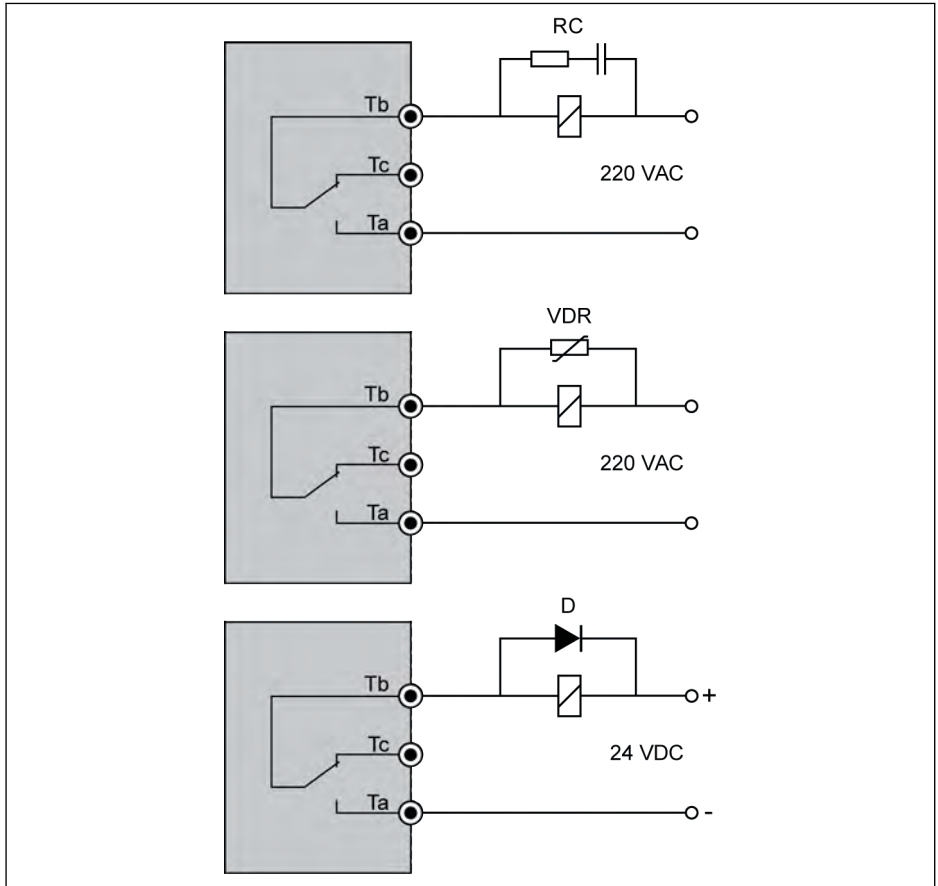 RC
Tb
Tc
220 VAC
Ta
VDR
Tb
Tc
220 VAC
Ta
D
Tb
+
Tc
24 VDC
Ta
-